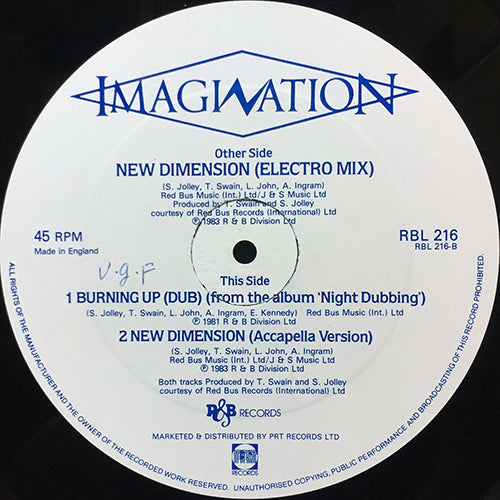 IMAGINATION
Other Side
NEW DIMENSION (ELECTRO MIX)
(S. Jolley, T. Swain, L. John, A. Ingram)
Red Bus Music (Int.) Ltd/J & S Music Ltd
Produced by T. Swain and S. Jolley
courtesy of Red Bus Records (International) Ltd
℗ 1983 R & B Division Ltd
45 RPM
Made in England
RBL 216
RBL 216-B
v.g.f
This Side
1 BURNING UP (DUB) (from the album 'Night Dubbing')
(S. Jolley, T. Swain, L. John, A. Ingram, E. Kennedy) Red Bus Music (Int.) Ltd
℗ 1981 R & B Division Ltd
2 NEW DIMENSION (Accapella Version)
(S. Jolley, T. Swain, L. John, A. Ingram)
Red Bus Music (Int.) Ltd/J & S Music Ltd
℗ 1983 R & B Division Ltd
Both tracks Produced by T. Swain and S. Jolley
courtesy of Red Bus Records (International) Ltd
R&B RECORDS
MARKETED & DISTRIBUTED BY PRT RECORDS LTD
PRT
RECORDS
ALL RIGHTS OF THE MANUFACTURER AND THE OWNER OF THE RECORDED WORK RESERVED. UNAUTHORISED COPYING, PUBLIC PERFORMANCE AND BROADCASTING OF THIS RECORD PROHIBITED.